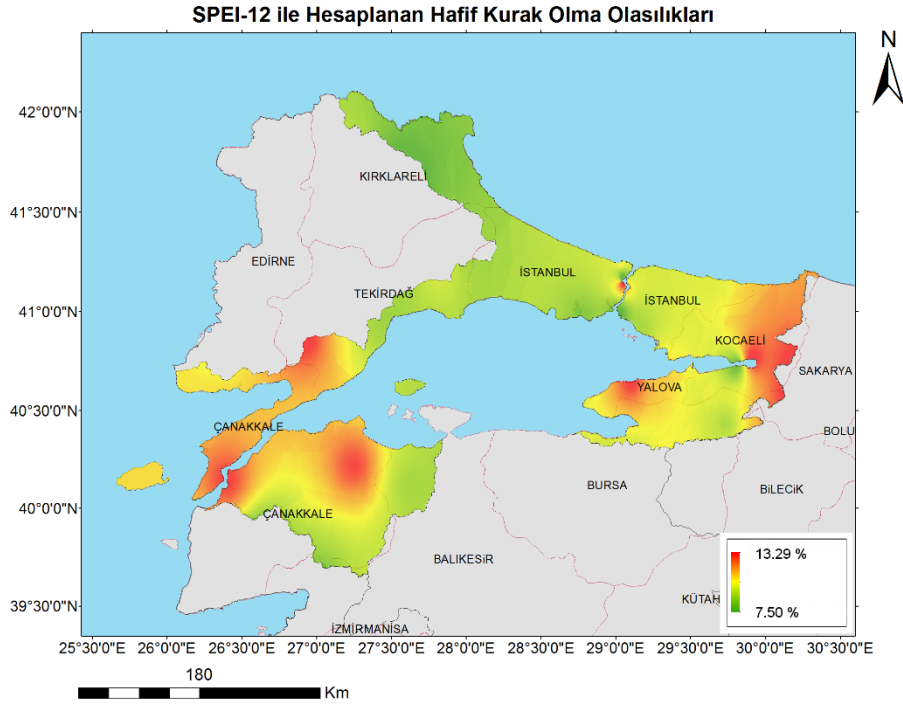 SPEI-12 ile Hesaplanan Hafif Kurak Olma Olasılıkları
N
42°0'0"N
KIRKLARELİ
41°30'0"N
EDİRNE
İSTANBUL
TEKİRDAĞ
İSTANBUL
41°0'0"N
KOCAELİ
SAKARYA
YALOVA
40°30'0"N
ÇANAKKALE
BOLU
BURSA
BİLECİK
40°0'0"N
ÇANAKKALE
13.29 %
BALIKESİR
KÜTAH
7.50 %
39°30'0"N
İZMİRMANİSA
25°30'0"E 26°0'0"E 26°30'0"E 27°0'0"E 27°30'0"E 28°0'0"E 28°30'0"E 29°0'0"E 29°30'0"E 30°0'0"E 30°30'0"E
180
Km